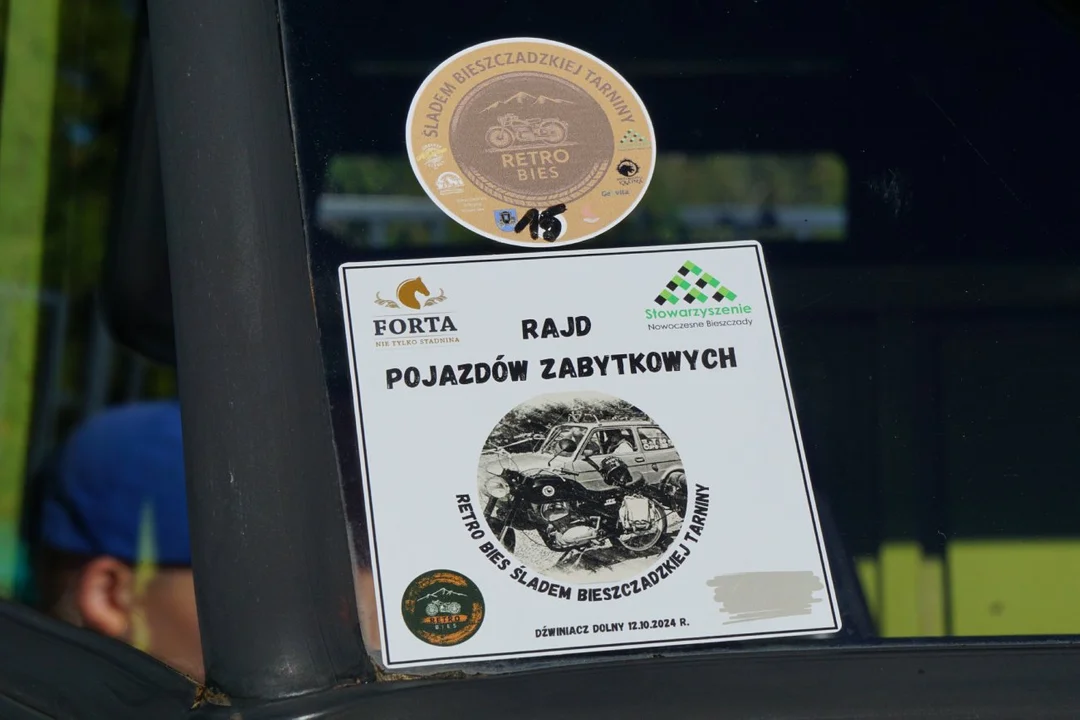 ŚLADEM BIESZCZADZKIEJ TARNINY
RETRO
BIES
15
FORTA
NIE TYLKO STADNINA
Stowarzyszenie
Nowoczesne Bieszczady
RAJD
POJAZDÓW ZABYTKOWYCH
RETRO BIES ŚLADEM BIESZCZADZKIEJ TARNINY
RETRO
BIES
DŹWINIACZ DOLNY 12.10.2024 R.